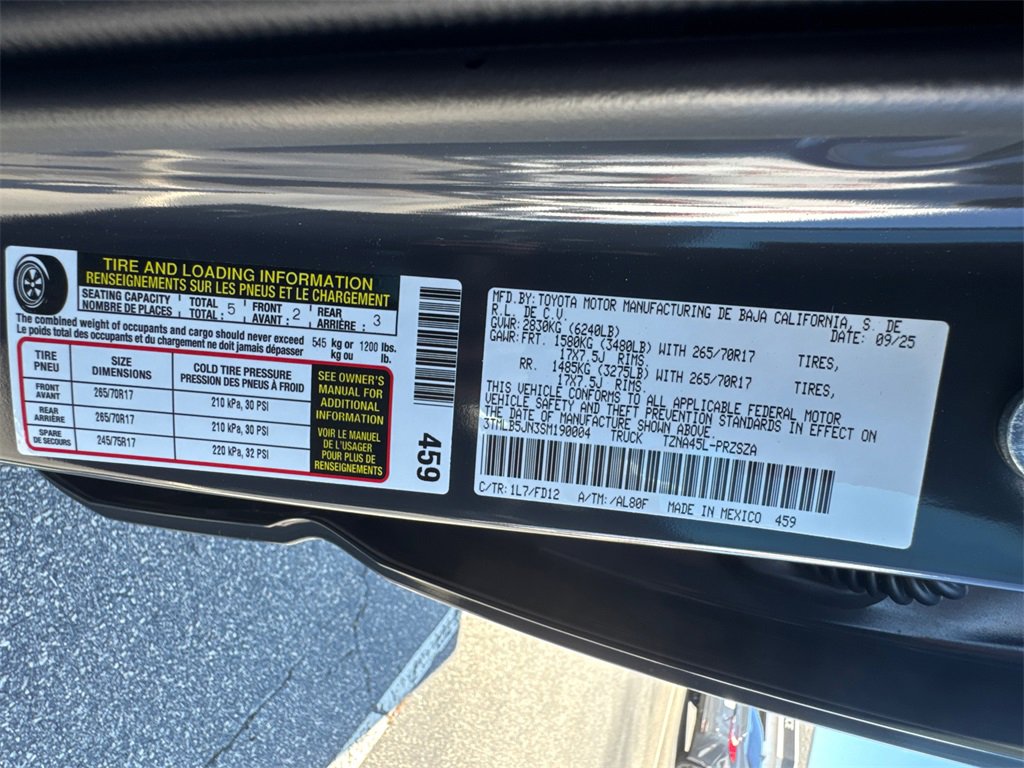 TIRE AND LOADING INFORMATION
RENSEIGNEMENTS SUR LES PNEUS ET LE CHARGEMENT
SEATING CAPACITY TOTAL FRONT REAR
NOMBRE DE PLACES TOTAL : 5 AVANT : 2 ARRIÈRE : 3
The combined weight of occupants and cargo should never exceed 545 kg or 1200 lbs.
Le poids total des occupants et du chargement ne doit jamais dépasser kg ou lb.
TIRE SIZE COLD TIRE PRESSURE
PNEU DIMENSIONS PRESSION DES PNEUS À FROID
FRONT
AVANT 265/70R17 210 kPa, 30 PSI
REAR
ARRIÈRE 265/70R17 210 kPa, 30 PSI
SPARE
DE SECOURS 245/75R17 220 kPa, 32 PSI
SEE OWNER'S
MANUAL FOR
ADDITIONAL
INFORMATION
VOIR LE MANUEL
DE L'USAGER
POUR PLUS DE
RENSEIGNEMENTS
459
MFD.BY:TOYOTA MOTOR MANUFACTURING DE BAJA CALIFORNIA, S. DE
R.L. DE C.V. DATE: 09/25
GVWR:2830KG (6240LB)
GAWR:FRT. 1580KG (3480LB) WITH 265/70R17 TIRES,
17X7.5J RIMS
RR. 1485KG (3275LB) WITH 265/70R17 TIRES,
17X7.5J RIMS
THIS VEHICLE CONFORMS TO ALL APPLICABLE FEDERAL MOTOR
VEHICLE SAFETY AND THEFT PREVENTION STANDARDS IN EFFECT ON
THE DATE OF MANUFACTURE SHOWN ABOVE.
3TMLB5JN3SM190004 TRUCK TZNA45L-PRZSZA
C/TR:1L7/FD12 A/TM:/AL80F MADE IN MEXICO 459